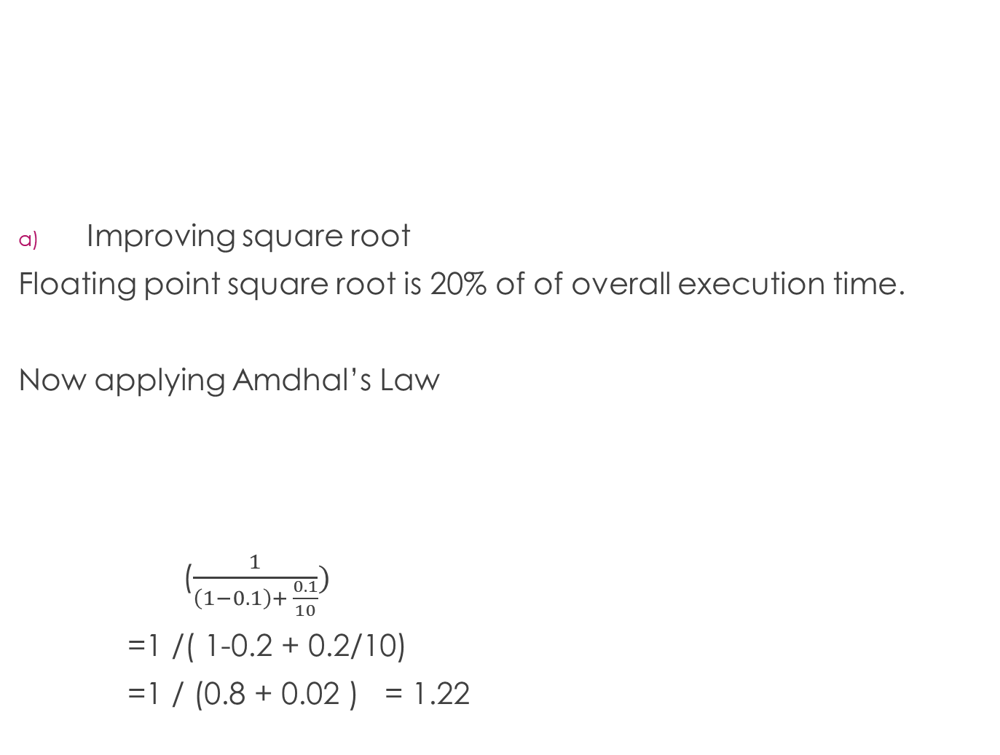 a) Improving square root
Floating point square root is 20% of of overall execution time.
Now applying Amdhal’s Law
(1/((1−0.1)+ 0.1/10))
=1 /( 1-0.2 + 0.2/10)
=1 / (0.8 + 0.02 ) = 1.22